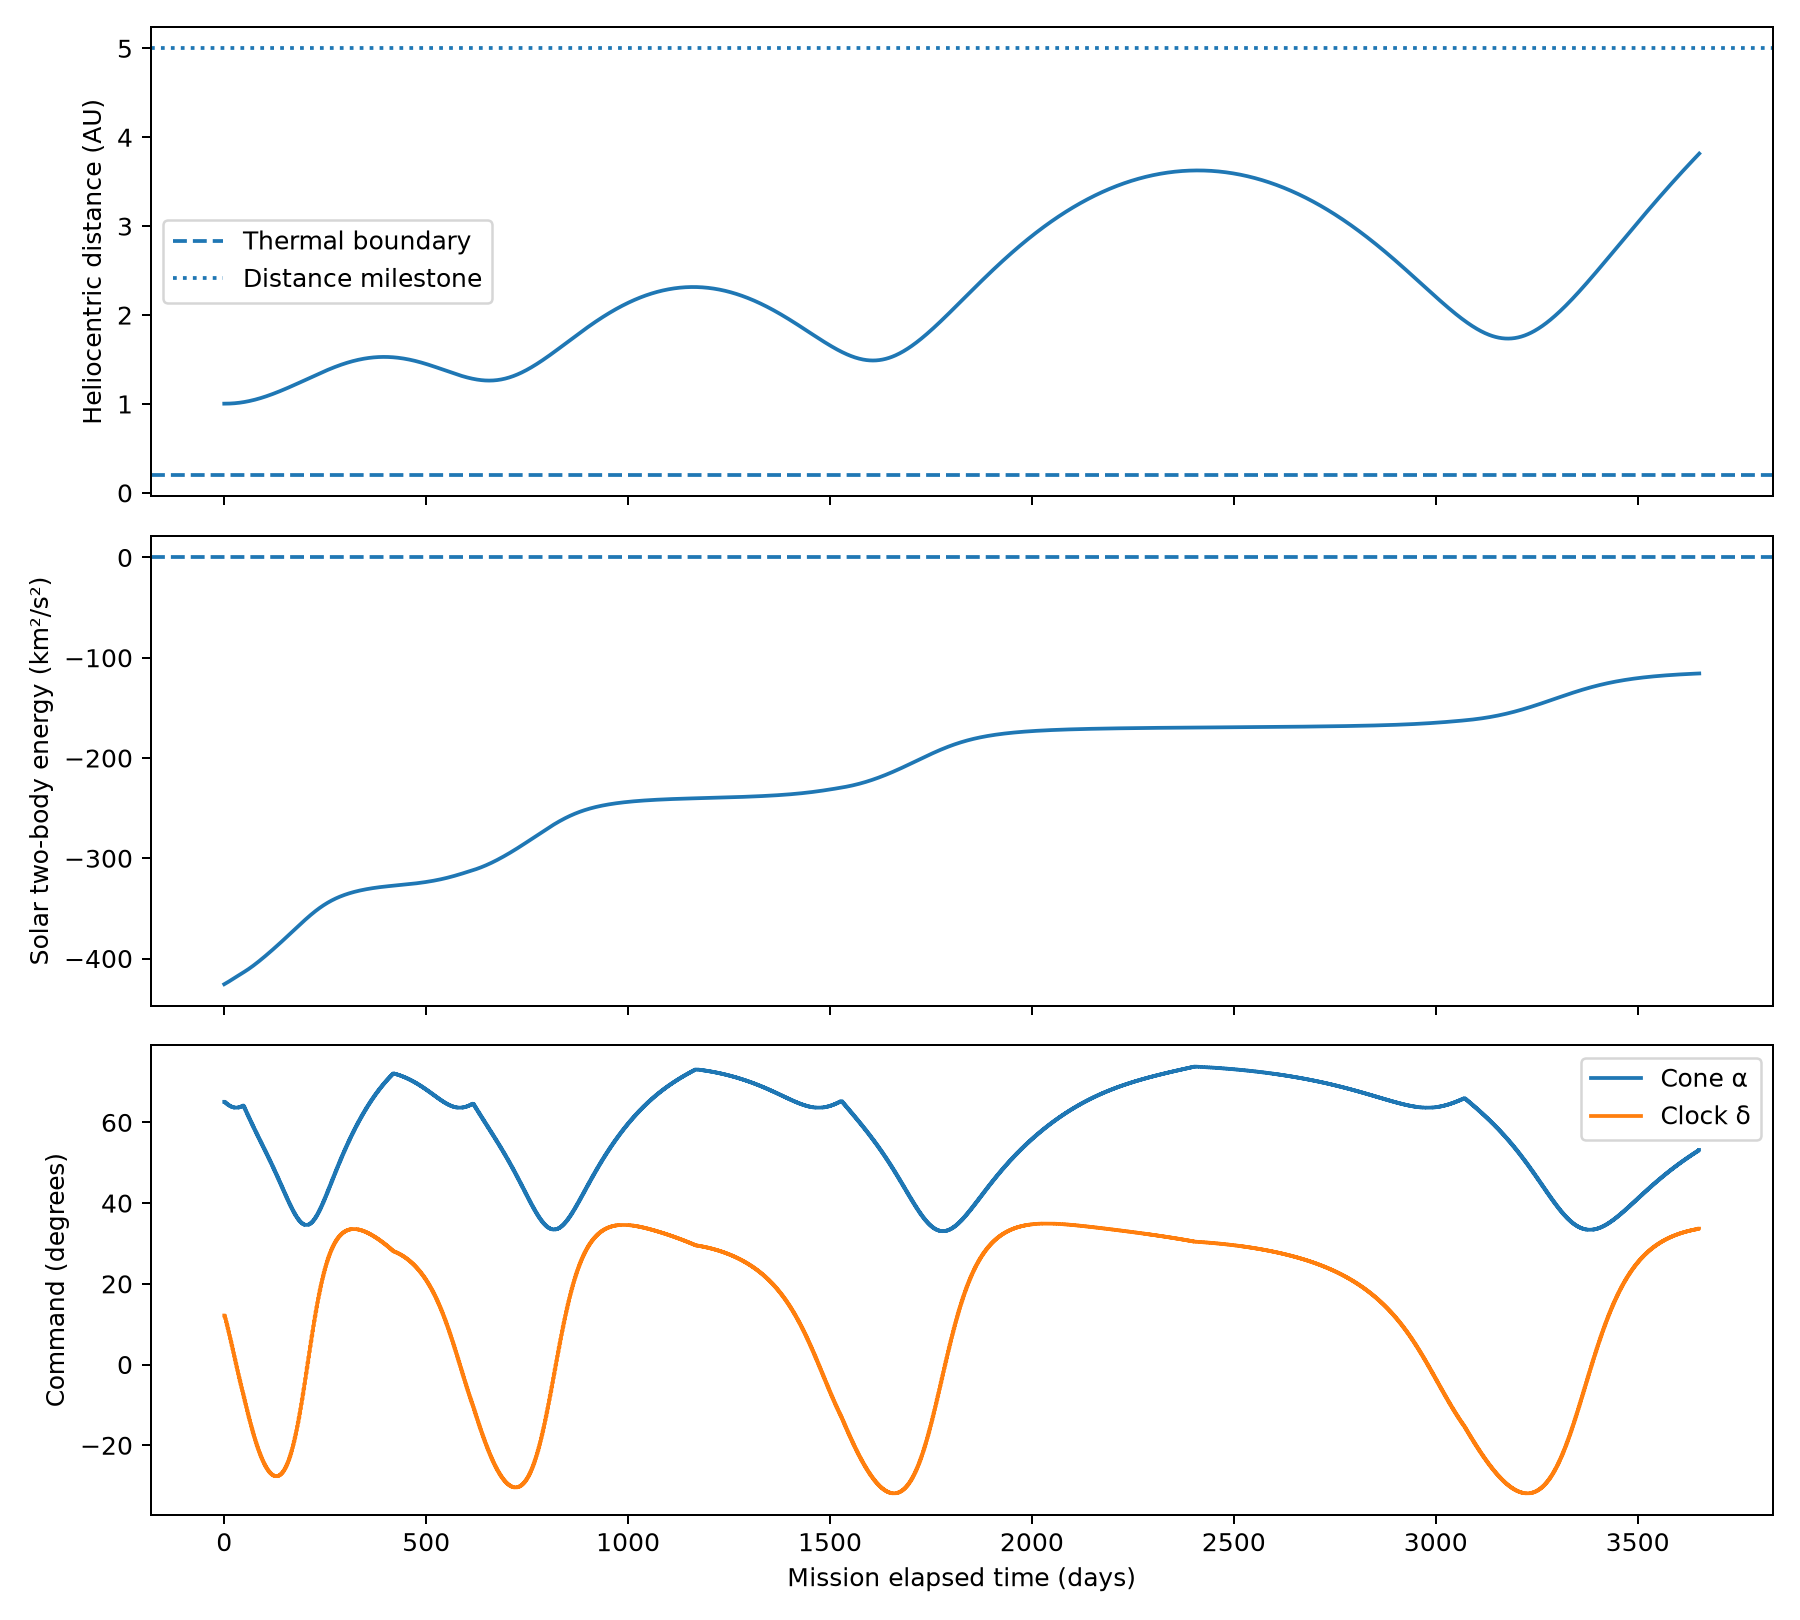 5
4
3
2
1
0
Heliocentric distance (AU)
Thermal boundary
Distance milestone
0
−100
−200
−300
−400
Solar two-body energy (km²/s²)
60
40
20
0
−20
Command (degrees)
Cone α
Clock δ
0 500 1000 1500 2000 2500 3000 3500
Mission elapsed time (days)